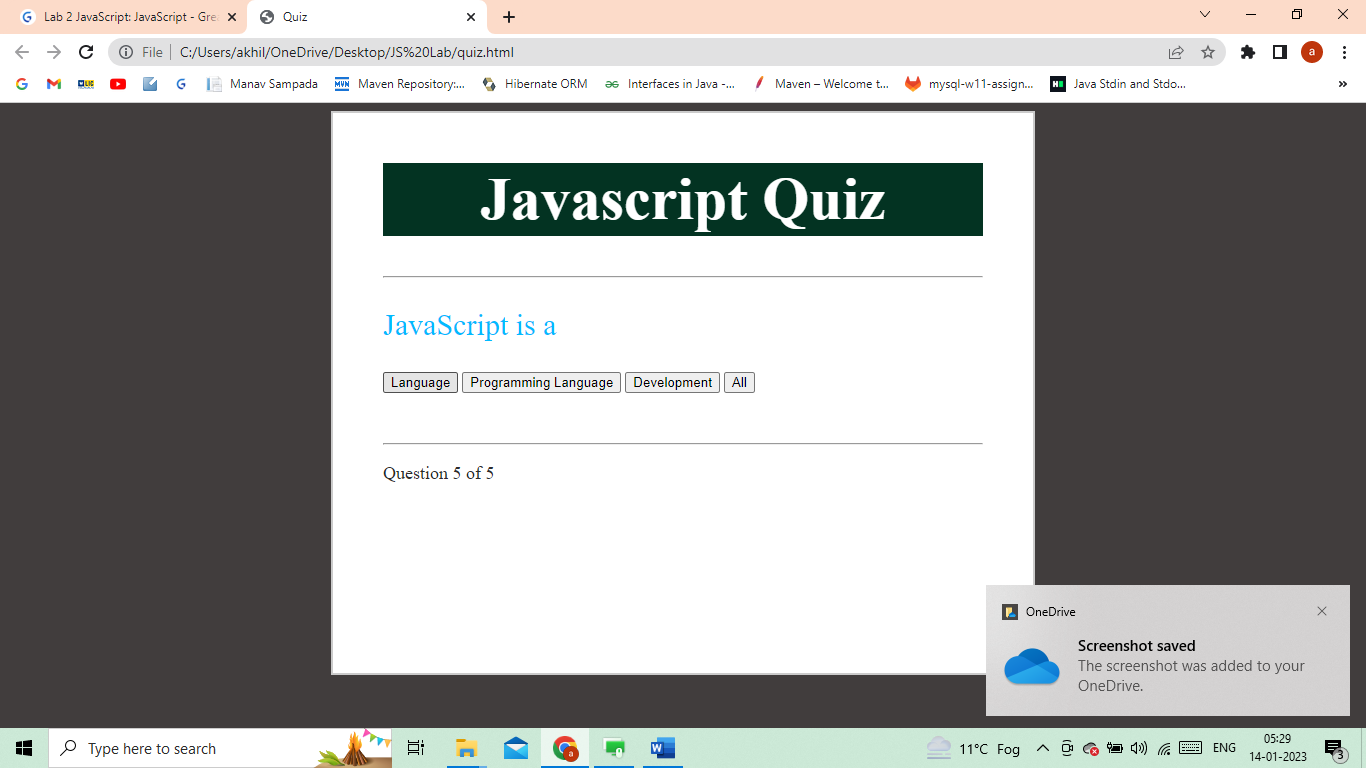 Lab 2 JavaScript: JavaScript - Gre
Quiz
File
C:/Users/akhil/OneDrive/Desktop/JS%20Lab/quiz.html
a
Manav Sampada
MVN Maven Repository:...
Hibernate ORM
Interfaces in Java -...
Maven – Welcome t...
mysql-w11-assign...
Java Stdin and Stdo...
»
Javascript Quiz
JavaScript is a
Language Programming Language Development All
Question 5 of 5
OneDrive
Screenshot saved
The screenshot was added to your
OneDrive.
Type here to search
11°C Fog
ENG
05:29
14-01-2023
3